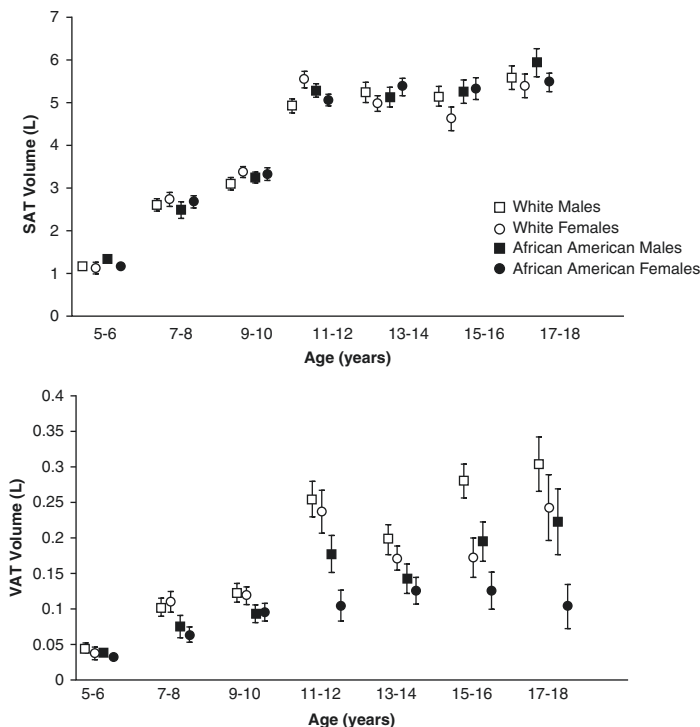 7
6
5
4
3
2
1
0
SAT Volume (L)
White Males
White Females
African American Males
African American Females
5-6 7-8 9-10 11-12 13-14 15-16 17-18
Age (years)
0.4
0.35
0.3
0.25
0.2
0.15
0.1
0.05
0
VAT Volume (L)
5-6 7-8 9-10 11-12 13-14 15-16 17-18
Age (years)